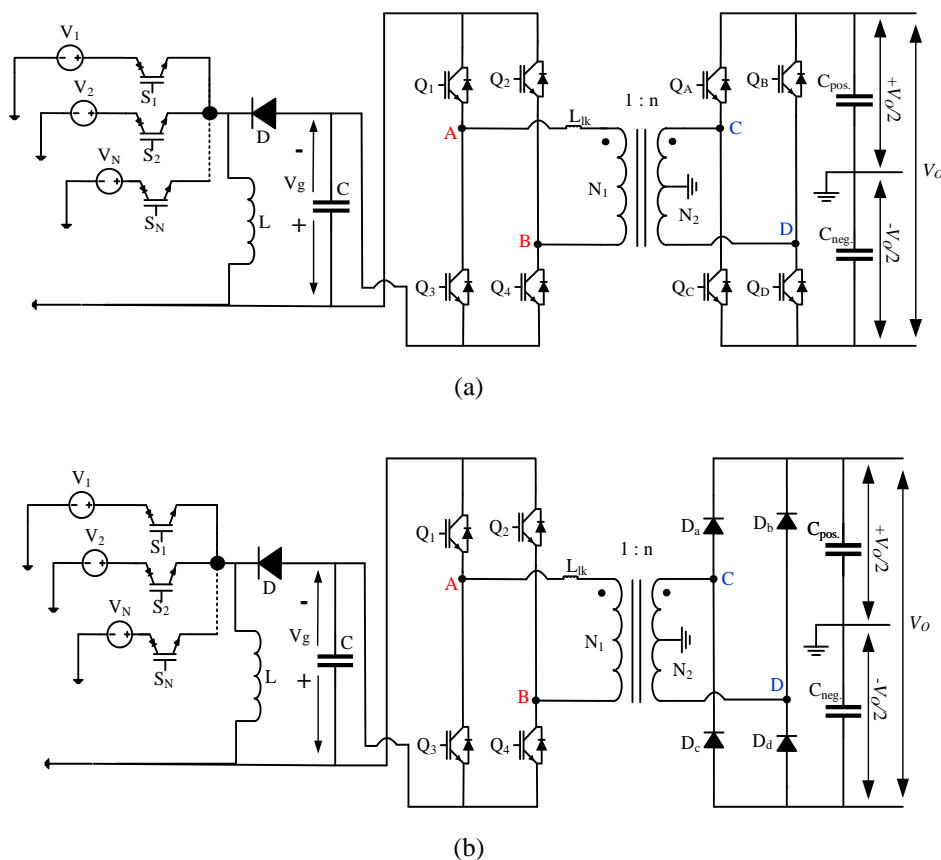 V1
S1
V2
S2
VN
SN
D
L
-
Vg
+
C
Q1
Q2
A
Llk
1 : n
N1
N2
B
Q3
Q4
QA
QB
C
D
QC
QD
Cpos.
Cneg.
+VO/2
-VO/2
VO
(a)
V1
S1
V2
S2
VN
SN
D
L
-
Vg
+
C
Q1
Q2
A
Llk
1 : n
N1
N2
B
Q3
Q4
Da
Db
C
D
Dc
Dd
Cpos.
Cneg.
+VO/2
-VO/2
VO
(b)